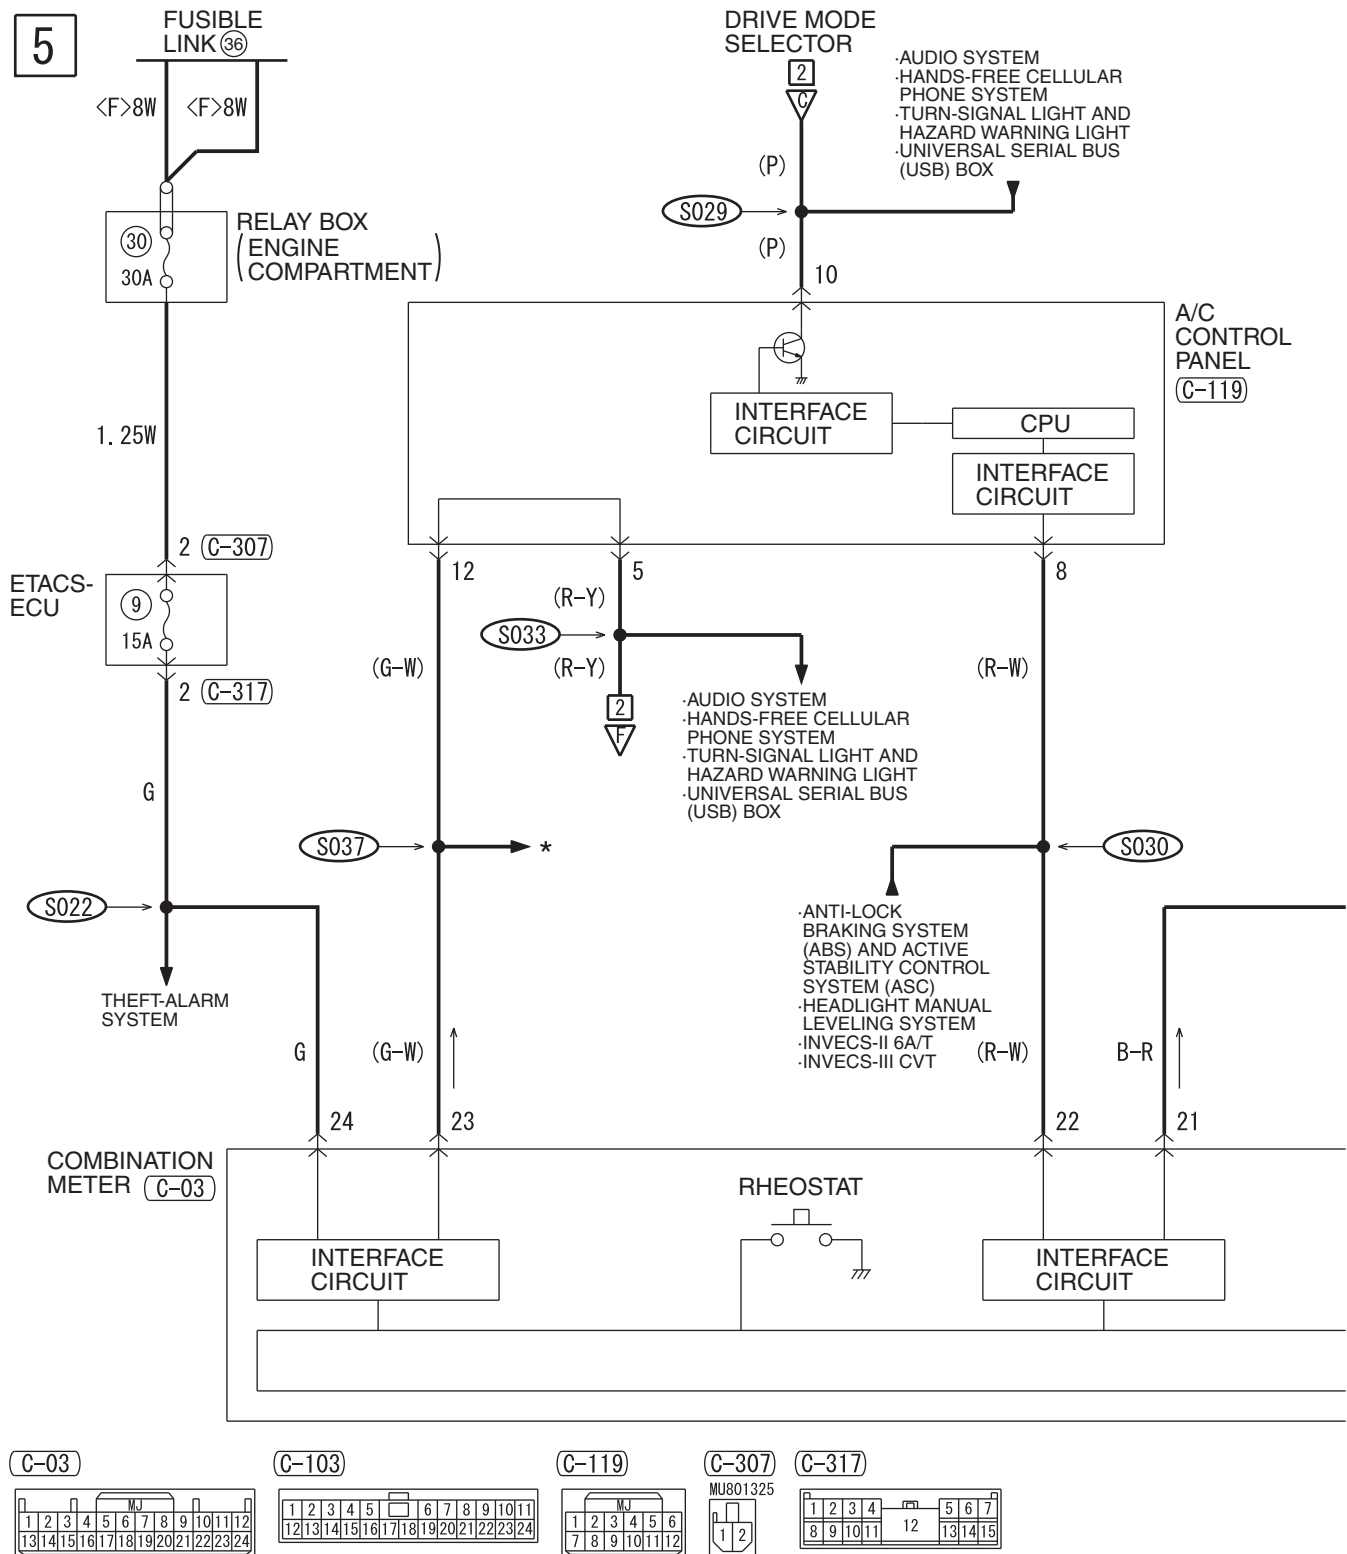 5
FUSIBLE
LINK 36
<F>8W
<F>8W
30
30A
RELAY BOX
(ENGINE
COMPARTMENT)
1.25W
2 C-307
ETACS-
ECU
9
15A
2 C-317
G
S022
THEFT-ALARM
SYSTEM
G
24
DRIVE MODE
SELECTOR
2
C
(P)
S029
(P)
10
·AUDIO SYSTEM
·HANDS-FREE CELLULAR
PHONE SYSTEM
·TURN-SIGNAL LIGHT AND
HAZARD WARNING LIGHT
·UNIVERSAL SERIAL BUS
(USB) BOX
A/C
CONTROL
PANEL
C-119
INTERFACE
CIRCUIT
CPU
INTERFACE
CIRCUIT
12
5
8
(R-Y)
S033
(R-Y)
(G-W)
(R-W)
2
F
·AUDIO SYSTEM
·HANDS-FREE CELLULAR
PHONE SYSTEM
·TURN-SIGNAL LIGHT AND
HAZARD WARNING LIGHT
·UNIVERSAL SERIAL BUS
(USB) BOX
S037
*
S030
·ANTI-LOCK
BRAKING SYSTEM
(ABS) AND ACTIVE
STABILITY CONTROL
SYSTEM (ASC)
·HEADLIGHT MANUAL
LEVELING SYSTEM
·INVECS-II 6A/T
·INVECS-III CVT
(G-W)
(R-W)
B-R
23
22
21
COMBINATION
METER C-03
RHEOSTAT
INTERFACE
CIRCUIT
INTERFACE
CIRCUIT
C-03
MJ
1 2 3 4 5 6 7 8 9 10 11 12
13 14 15 16 17 18 19 20 21 22 23 24
C-103
1 2 3 4 5 6 7 8 9 10 11
12 13 14 15 16 17 18 19 20 21 22 23 24
C-119
MJ
1 2 3 4 5 6
7 8 9 10 11 12
C-307
MU801325
1 2
C-317
1 2 3 4 5 6 7
8 9 10 11 12 13 14 15